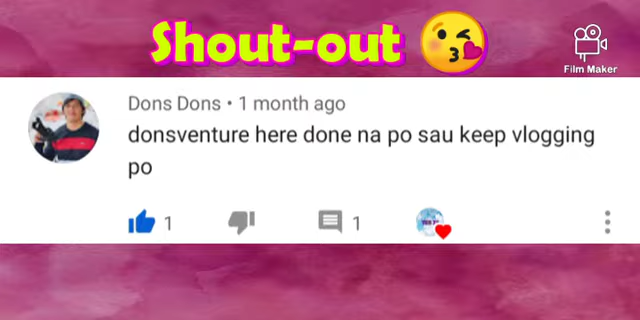 Shout-out
Film Maker
Dons Dons • 1 month ago
donsventure here done na po sau keep vlogging
po
1
1